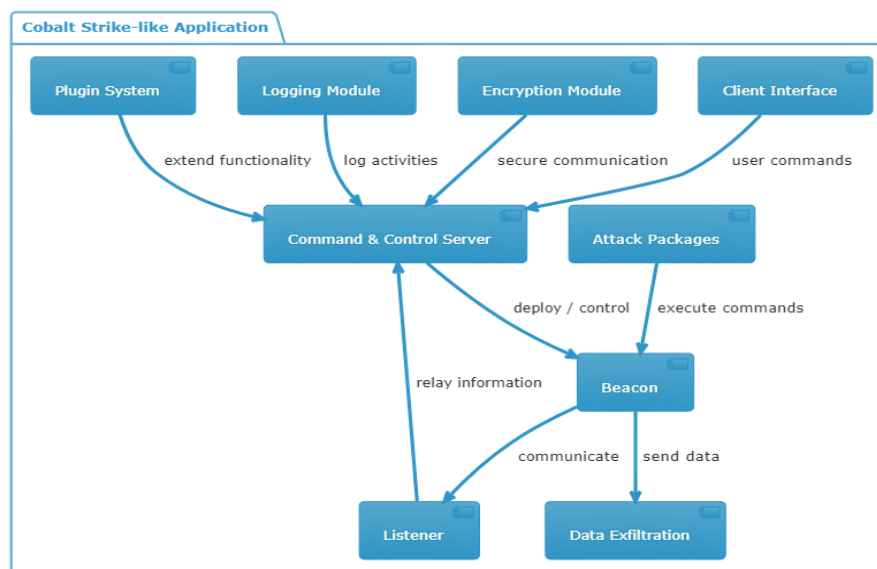 Cobalt Strike-like Application
Plugin System
Logging Module
Encryption Module
Client Interface
extend functionality
log activities
secure communication
user commands
Command & Control Server
Attack Packages
deploy / control
execute commands
relay information
Beacon
communicate
send data
Listener
Data Exfiltration